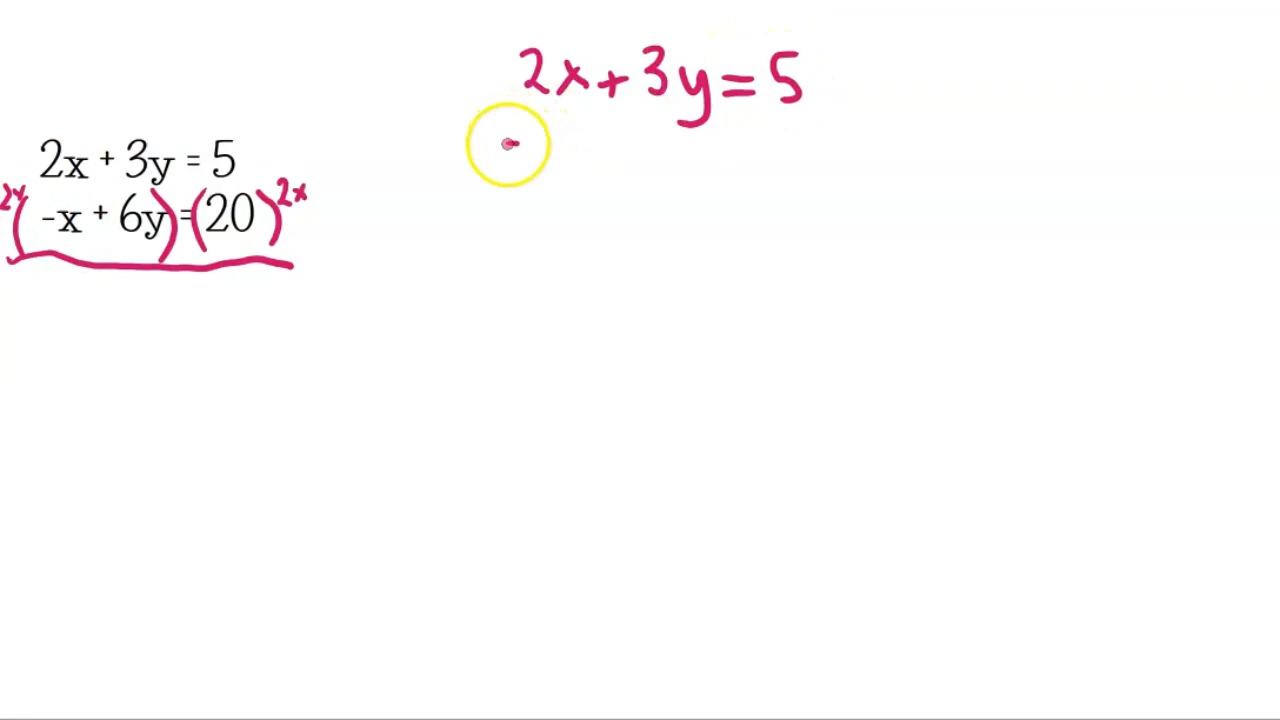 2x + 3y = 5
2x + 3y = 5
2x( -x + 6y) = (20)2x